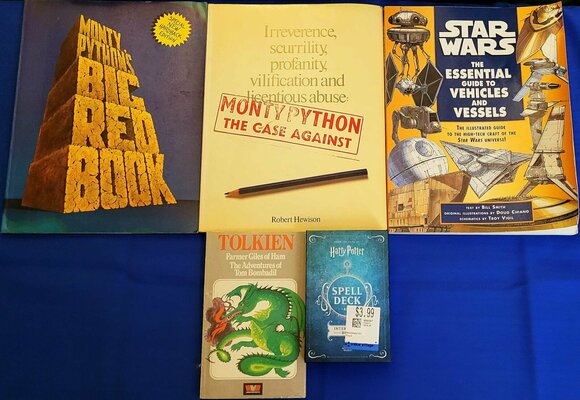 MONTY
PYTHON'S
BIG
RED
BOOK
SPECIAL
Irreverence,
scurrility,
profanity,
vilification and
licentious abuse:
MONTY PYTHON
THE CASE AGAINST
Robert Hewison
STAR
WARS
THE
ESSENTIAL
GUIDE TO
VEHICLES
AND
VESSELS
THE ILLUSTRATED GUIDE
TO THE HIGH-TECH CRAFT OF THE
STAR WARS UNIVERSE!
TEXT BY BILL SMITH
ORIGINAL ILLUSTRATIONS BY DOUG CHIANG
SCHEMATICS BY TROY VIGIL
TOLKIEN
Farmer Giles of Ham
The Adventures of
Tom Bombadil
Harry Potter
SPELL
DECK
$3.99